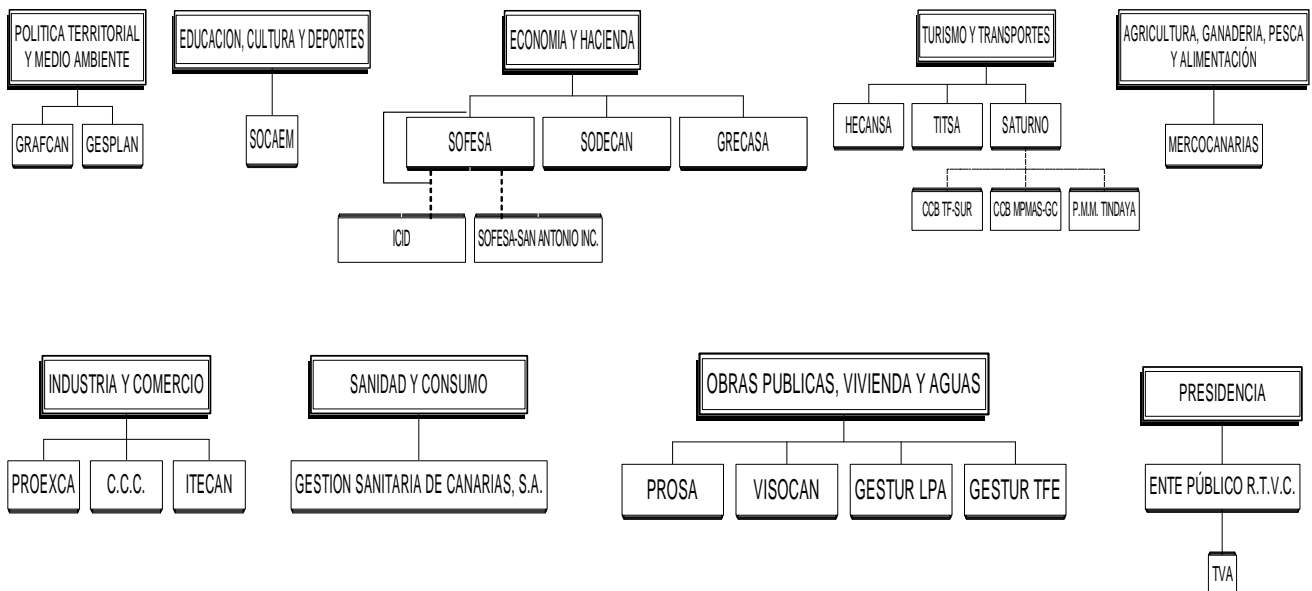 POLITICA TERRITORIAL
Y MEDIO AMBIENTE
GRAFCAN
GESPLAN
EDUCACION, CULTURA Y DEPORTES
SOCAEM
ECONOMIA Y HACIENDA
SOFESA
SODECAN
GRECASA
ICID
SOFESA-SAN ANTONIO INC.
TURISMO Y TRANSPORTES
HECANSA
TITSA
SATURNO
CCB TF-SUR
CCB MPMAS-GC
P.M.M. TINDAYA
AGRICULTURA, GANADERIA, PESCA
Y ALIMENTACIÓN
MERCOCANARIAS
INDUSTRIA Y COMERCIO
PROEXCA
C.C.C.
ITECAN
SANIDAD Y CONSUMO
GESTION SANITARIA DE CANARIAS, S.A.
OBRAS PUBLICAS, VIVIENDA Y AGUAS
PROSA
VISOCAN
GESTUR LPA
GESTUR TFE
PRESIDENCIA
ENTE PÚBLICO R.T.V.C.
TVA